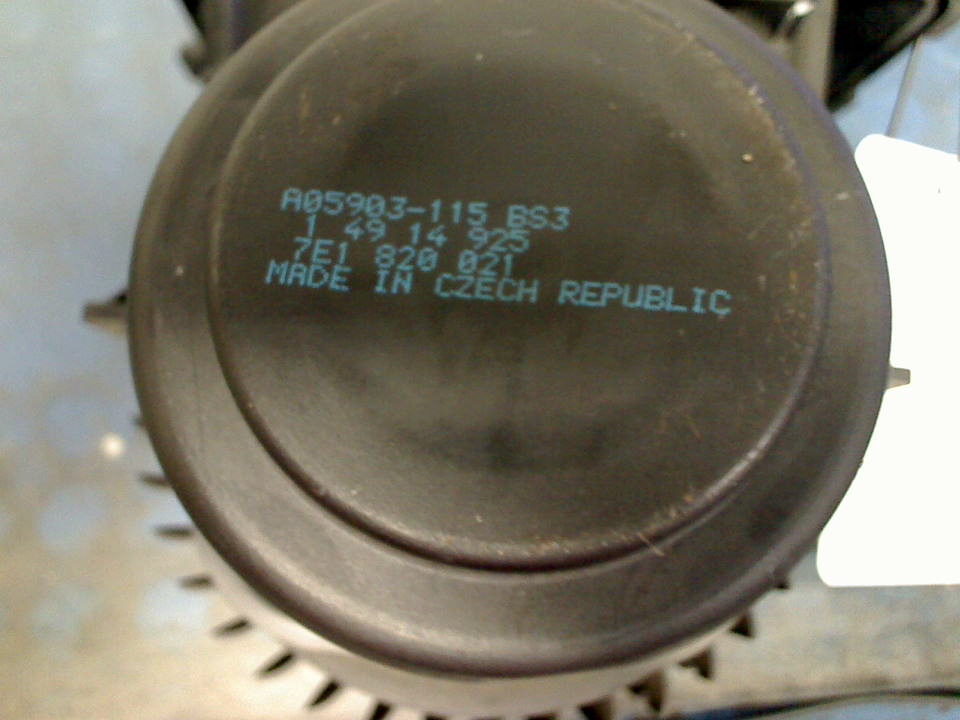 A05903-115 BS3
1 49 14 925
7E1 820 021
MADE IN CZECH REPUBLIC